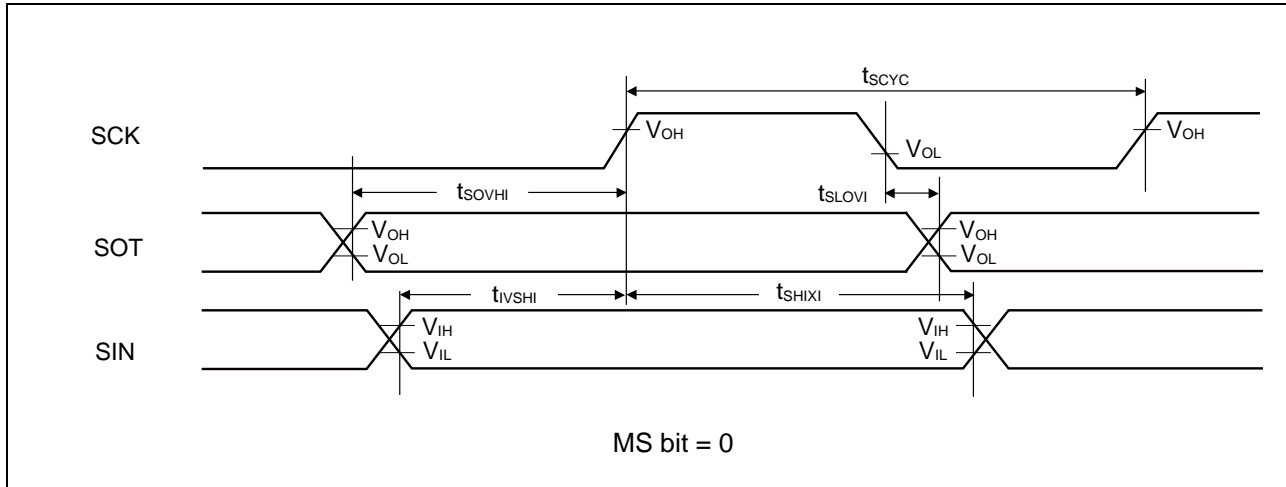 tSCYC
SCK
VOH
VOL
VOH
tSOVHI
tSLOVI
SOT
VOH
VOL
VOH
VOL
tIVSHI
tSHIXI
SIN
VIH
VIL
VIH
VIL
MS bit = 0